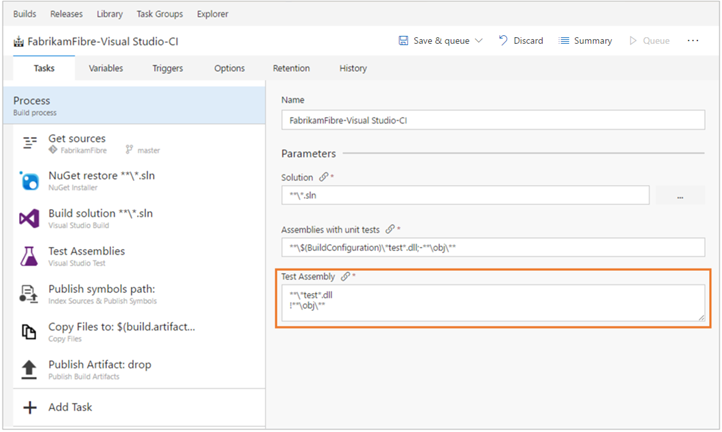 Builds Releases Library Task Groups Explorer
FabrikamFibre-Visual Studio-CI Save & queue Discard Summary Queue ...
Tasks Variables Triggers Options Retention History
Process
Build process
Get sources
FabrikamFibre master
NuGet restore **\*.sln
NuGet Installer
Build solution **\*.sln
Visual Studio Build
Test Assemblies
Visual Studio Test
Publish symbols path:
Index Sources & Publish Symbols
Copy Files to: $(build.artifact...
Copy Files
Publish Artifact: drop
Publish Build Artifacts
Add Task
Name
FabrikamFibre-Visual Studio-CI
Parameters
Solution *
**\*.sln ...
Assemblies with unit tests *
**\$(BuildConfiguration)\*test*.dll;-**\obj\**
Test Assembly *
**\*test*.dll
!**\obj\**